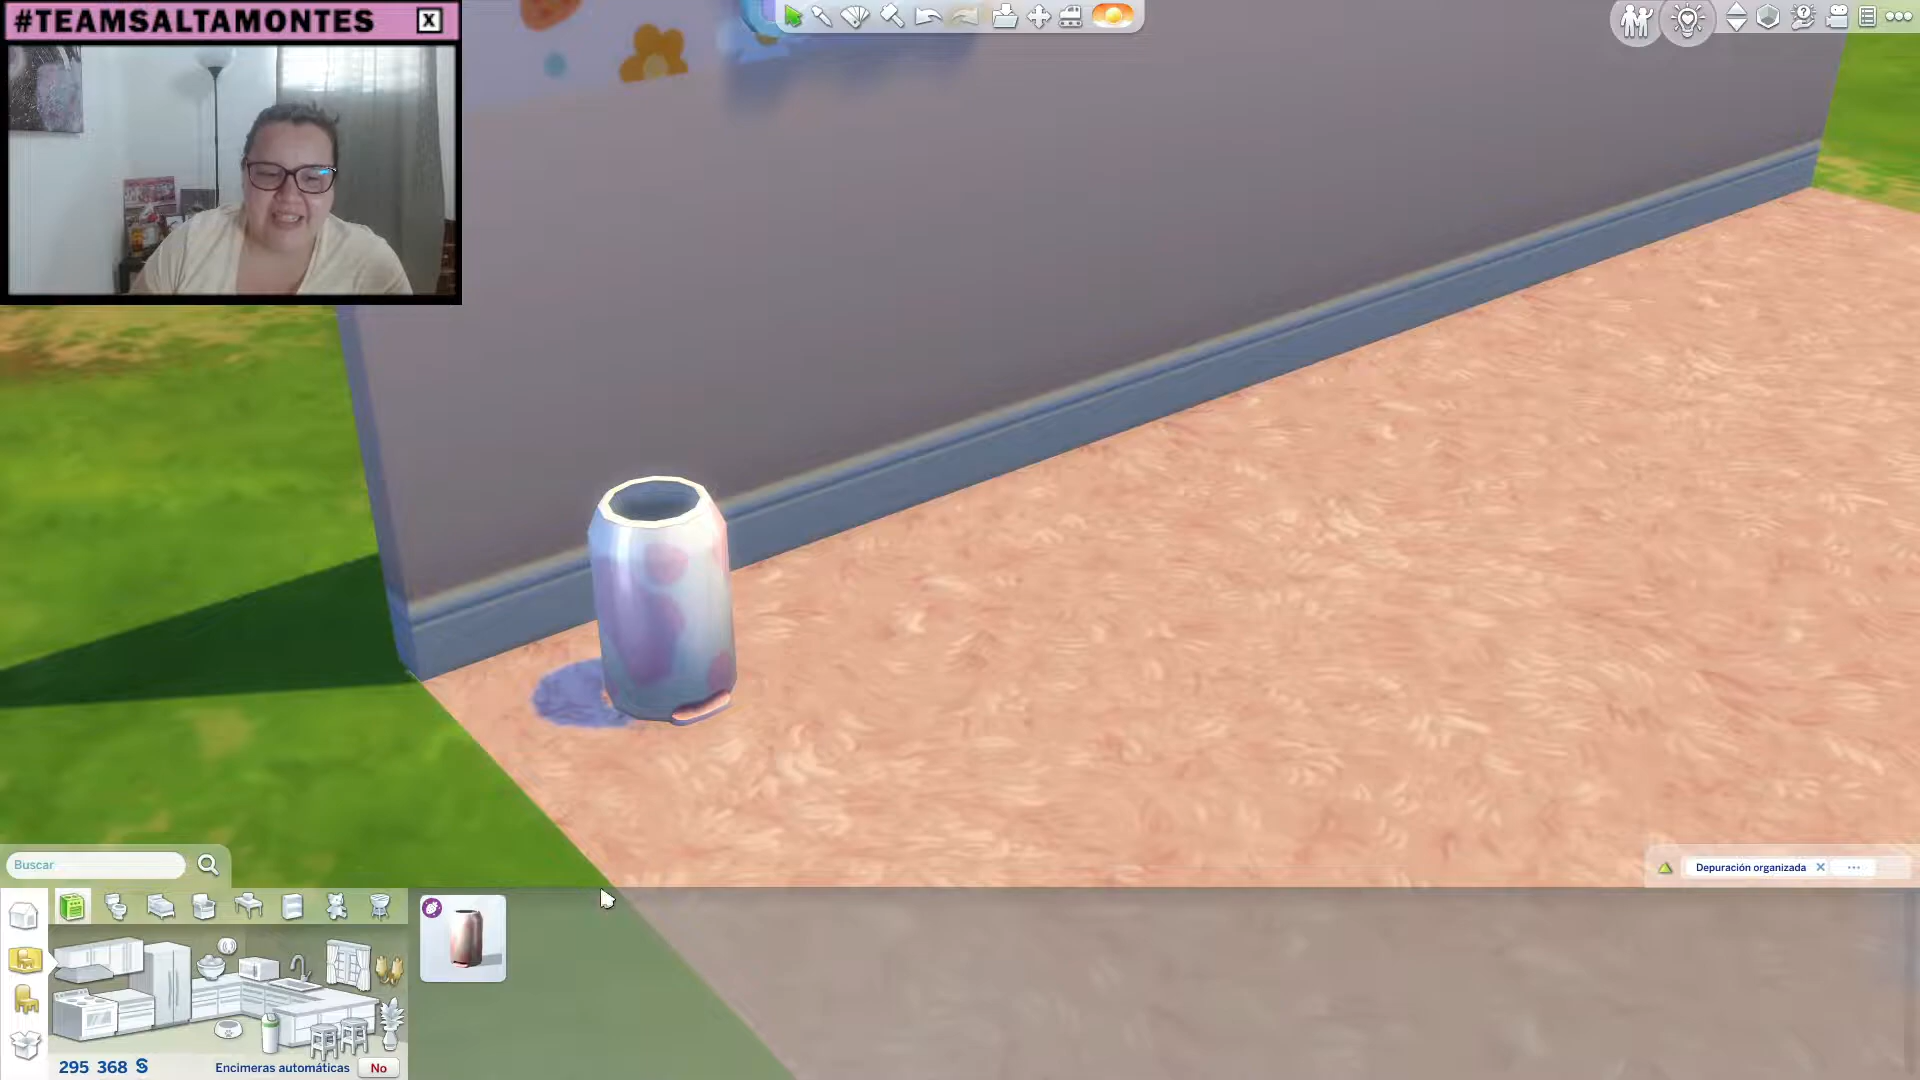 #TEAMSALTAMONTES X
Buscar
Depuración organizada
295 368 S
Encimeras automáticas No